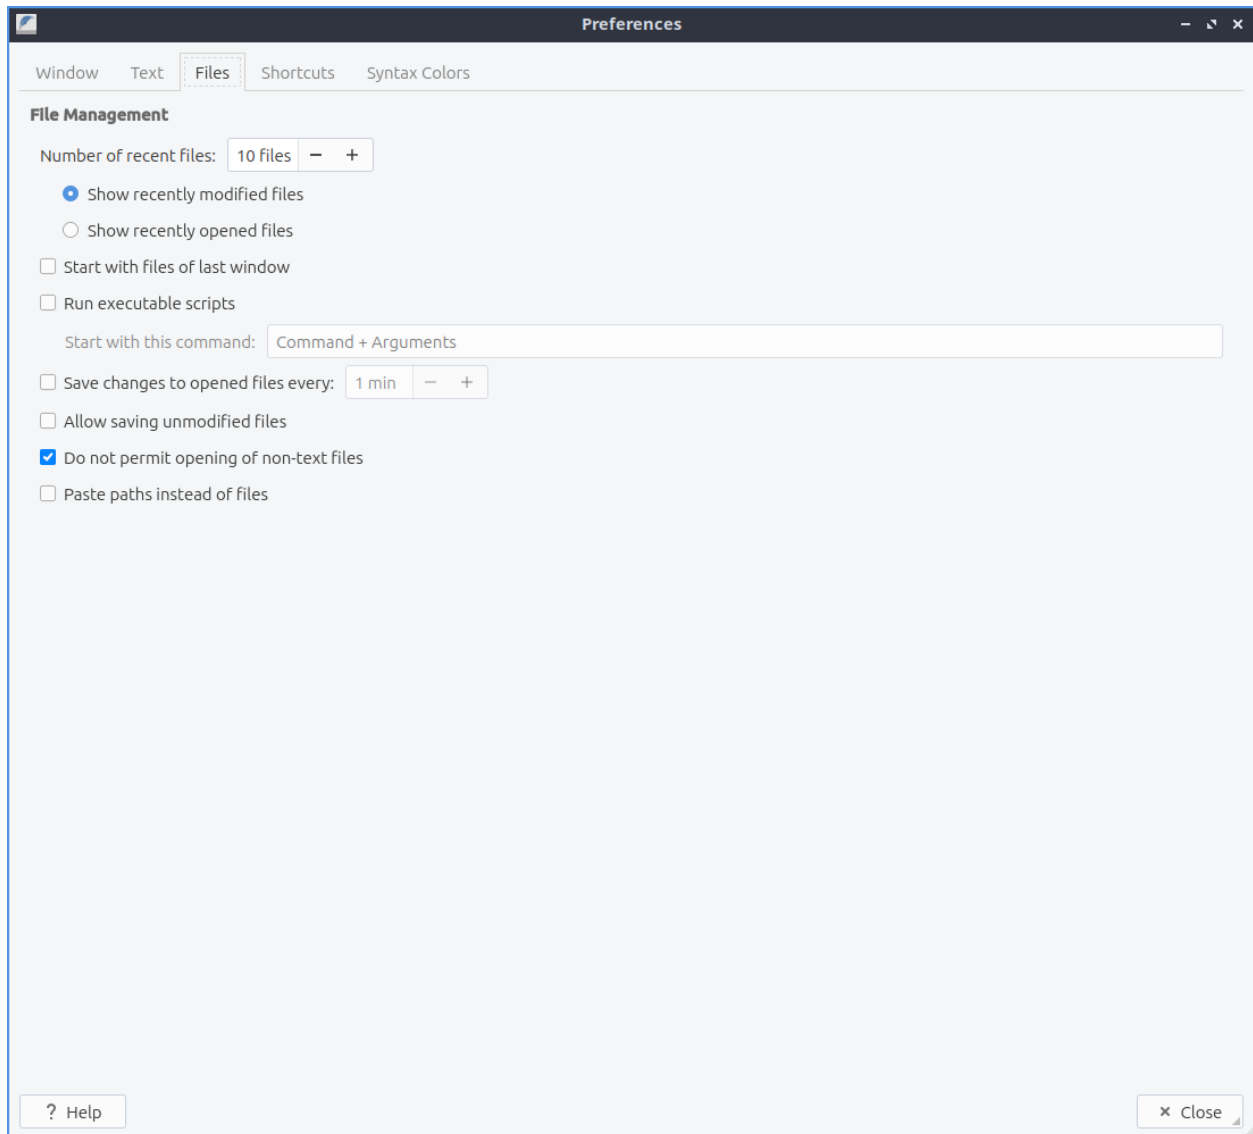 Preferences
Window Text Files Shortcuts Syntax Colors
File Management
Number of recent files: 10 files − +
Show recently modified files
Show recently opened files
Start with files of last window
Run executable scripts
Start with this command: Command + Arguments
Save changes to opened files every: 1 min − +
Allow saving unmodified files
Do not permit opening of non-text files
Paste paths instead of files
? Help × Close